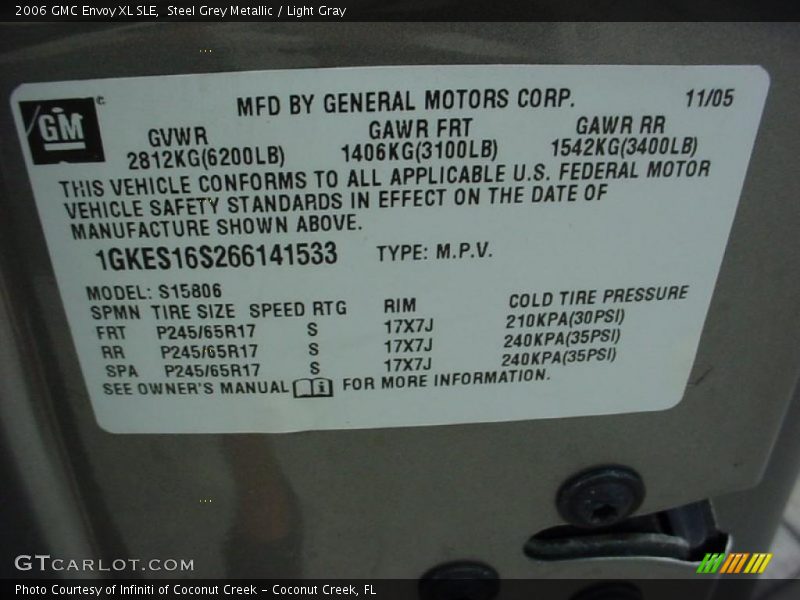 2006 GMC Envoy XL SLE,  Steel Grey Metallic / Light Gray
GM ©
MFD BY GENERAL MOTORS CORP. 11/05
GVWR GAWR FRT GAWR RR
2812KG(6200LB) 1406KG(3100LB) 1542KG(3400LB)
THIS VEHICLE CONFORMS TO ALL APPLICABLE U.S. FEDERAL MOTOR
VEHICLE SAFETY STANDARDS IN EFFECT ON THE DATE OF
MANUFACTURE SHOWN ABOVE.
1GKES16S266141533 TYPE: M.P.V.
MODEL: S15806
SPMN TIRE SIZE SPEED RTG RIM COLD TIRE PRESSURE
FRT P245/65R17 S 17X7J 210KPA(30PSI)
RR P245/65R17 S 17X7J 240KPA(35PSI)
SPA P245/65R17 S 17X7J 240KPA(35PSI)
SEE OWNER'S MANUAL FOR MORE INFORMATION.
GTCARLOT.COM
Photo Courtesy of Infiniti of Coconut Creek – Coconut Creek, FL